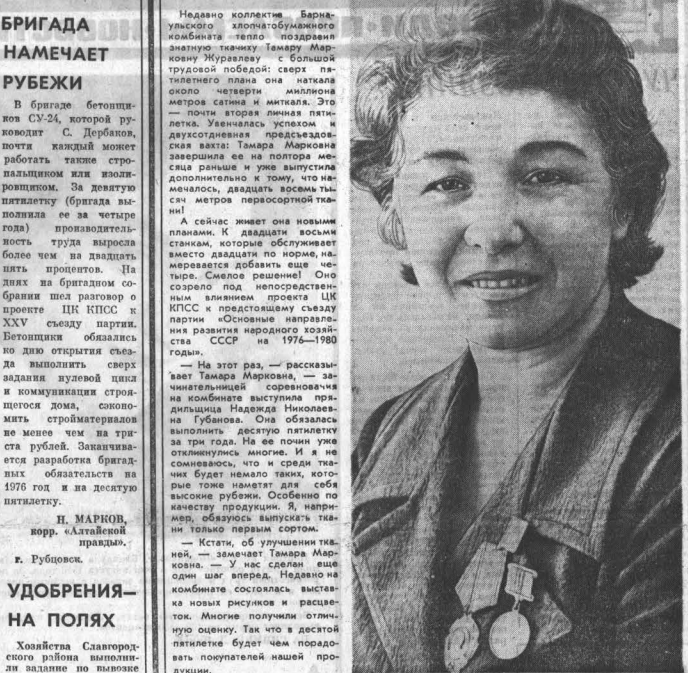 БРИГАДА
НАМЕЧАЕТ
РУБЕЖИ
В бригаде бетонщи-
ков СУ-24, которой ру-
ководит С. Дербаков,
почти каждый может
работать также стро-
пальщиком или изоли-
ровщиком. За девятую
пятилетку (бригада вы-
полнила ее за четыре
года) производитель-
ность труда выросла
более чем на двадцать
пять процентов. На
днях на бригадном со-
брании шел разговор о
проекте ЦК КПСС к
XXV съезду партии.
Бетонщики обязались
ко дню открытия съез-
да выполнить сверх
задания нулевой цикл
и коммуникации строя-
щегося дома, сэконо-
мить стройматериалов
не менее чем на три-
ста рублей. Заканчива-
ется разработка бригад-
ных обязательств на
1976 год и на десятую
пятилетку.
Н. МАРКОВ,
корр. «Алтайской
правды».
г. Рубцовск.
УДОБРЕНИЯ—
НА ПОЛЯХ
Хозяйства Славгород-
ского района выполни-
ли задание по вывозке
Недавно коллектив Барна-
ульского хлопчатобумажного
комбината тепло поздравил
знатную ткачиху Тамару Мар-
ковну Журавлеву с большой
трудовой победой: сверх пя-
тилетнего плана она наткала
около четверти миллиона
метров сатина и миткаля. Это
— почти вторая личная пяти-
летка. Увенчалась успехом и
двухсотдневная предсъездов-
ская вахта: Тамара Марковна
завершила ее на полтора ме-
сяца раньше и уже выпустила
дополнительно к тому, что на-
мечалось, двадцать восемь ты-
сяч метров первосортной тка-
ни!
А сейчас живет она новыми
планами. К двадцати восьми
станкам, которые обслуживает
вместо двадцати по норме, на-
меревается добавить еще че-
тыре. Смелое решение! Оно
созрело под непосредствен-
ным влиянием проекта ЦК
КПСС к предстоящему съезду
партии «Основные направле-
ния развития народного хозяй-
ства СССР на 1976—1980
годы».
— На этот раз, — рассказы-
вает Тамара Марковна, — за-
чинательницей соревнования
на комбинате выступила пря-
дильщица Надежда Николаев-
на Губанова. Она обязалась
выполнить десятую пятилетку
за три года. На ее почин уже
откликнулись многие. И я не
сомневаюсь, что и среди тка-
чих будет немало таких, кото-
рые тоже наметят для себя
высокие рубежи. Особенно по
качеству продукции. Я, напри-
мер, обязуюсь выпускать тка-
ни только первым сортом.
— Кстати, об улучшении тка-
ней, — замечает Тамара Мар-
ковна. — У нас сделан еще
один шаг вперед. Недавно на
комбинате состоялась выстав-
ка новых рисунков и расцве-
ток. Многие получили отлич-
ную оценку. Так что в десятой
пятилетке будет чем порадо-
вать покупателей нашей про-
дукции.